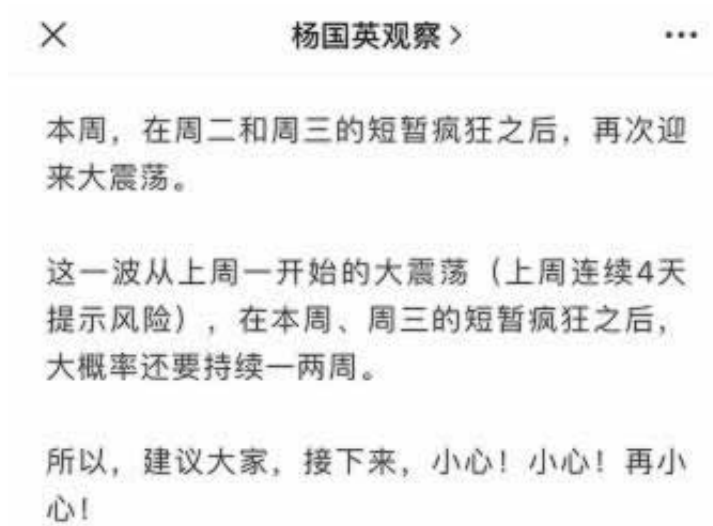 杨国英观察
本周，在周二和周三的短暂疯狂之后，再次迎
来大震荡。
这一波从上周一开始的大震荡（上周连续4天
提示风险），在本周、周三的短暂疯狂之后，
大概率还要持续一两周。
所以，建议大家，接下来，小心！小心！再小
心！